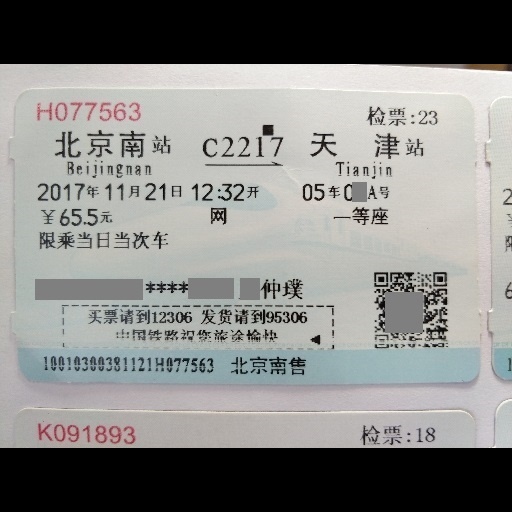 H077563 检票:23
北京南站 C2217 天津站
Beijingnan Tianjin
2017年11月21日 12:32开 05车0A号
￥65.5元 网 一等座
限乘当日当次车
**** 仲璞
买票请到12306 发货请到95306
中国铁路祝您旅途愉快
10010300381121H077563 北京南售
K091893 检票:18